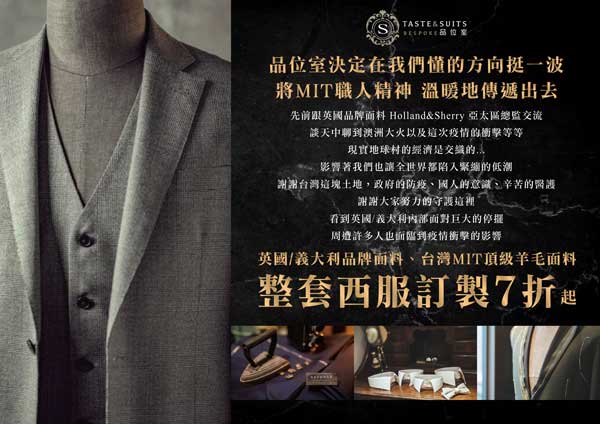 S
TASTE&SUITS
BESPOKE 品位室
品位室決定在我們懂的方向挺一波
將MIT職人精神 溫暖地傳遞出去
先前跟英國品牌面料 Holland&Sherry 亞太區總監交流
談天中聊到澳洲大火以及這次疫情的衝擊等等
現實地球村的經濟是交織的...
影響著我們也讓全世界都陷入緊繃的低潮
謝謝台灣這塊土地，政府的防疫、國人的意識、辛苦的醫護
謝謝大家努力的守護這裡
看到英國/義大利內部面對巨大的停擺
周遭許多人也面臨到疫情衝擊的影響
英國/義大利品牌面料、台灣MIT頂級羊毛面料
整套西服訂製7折起